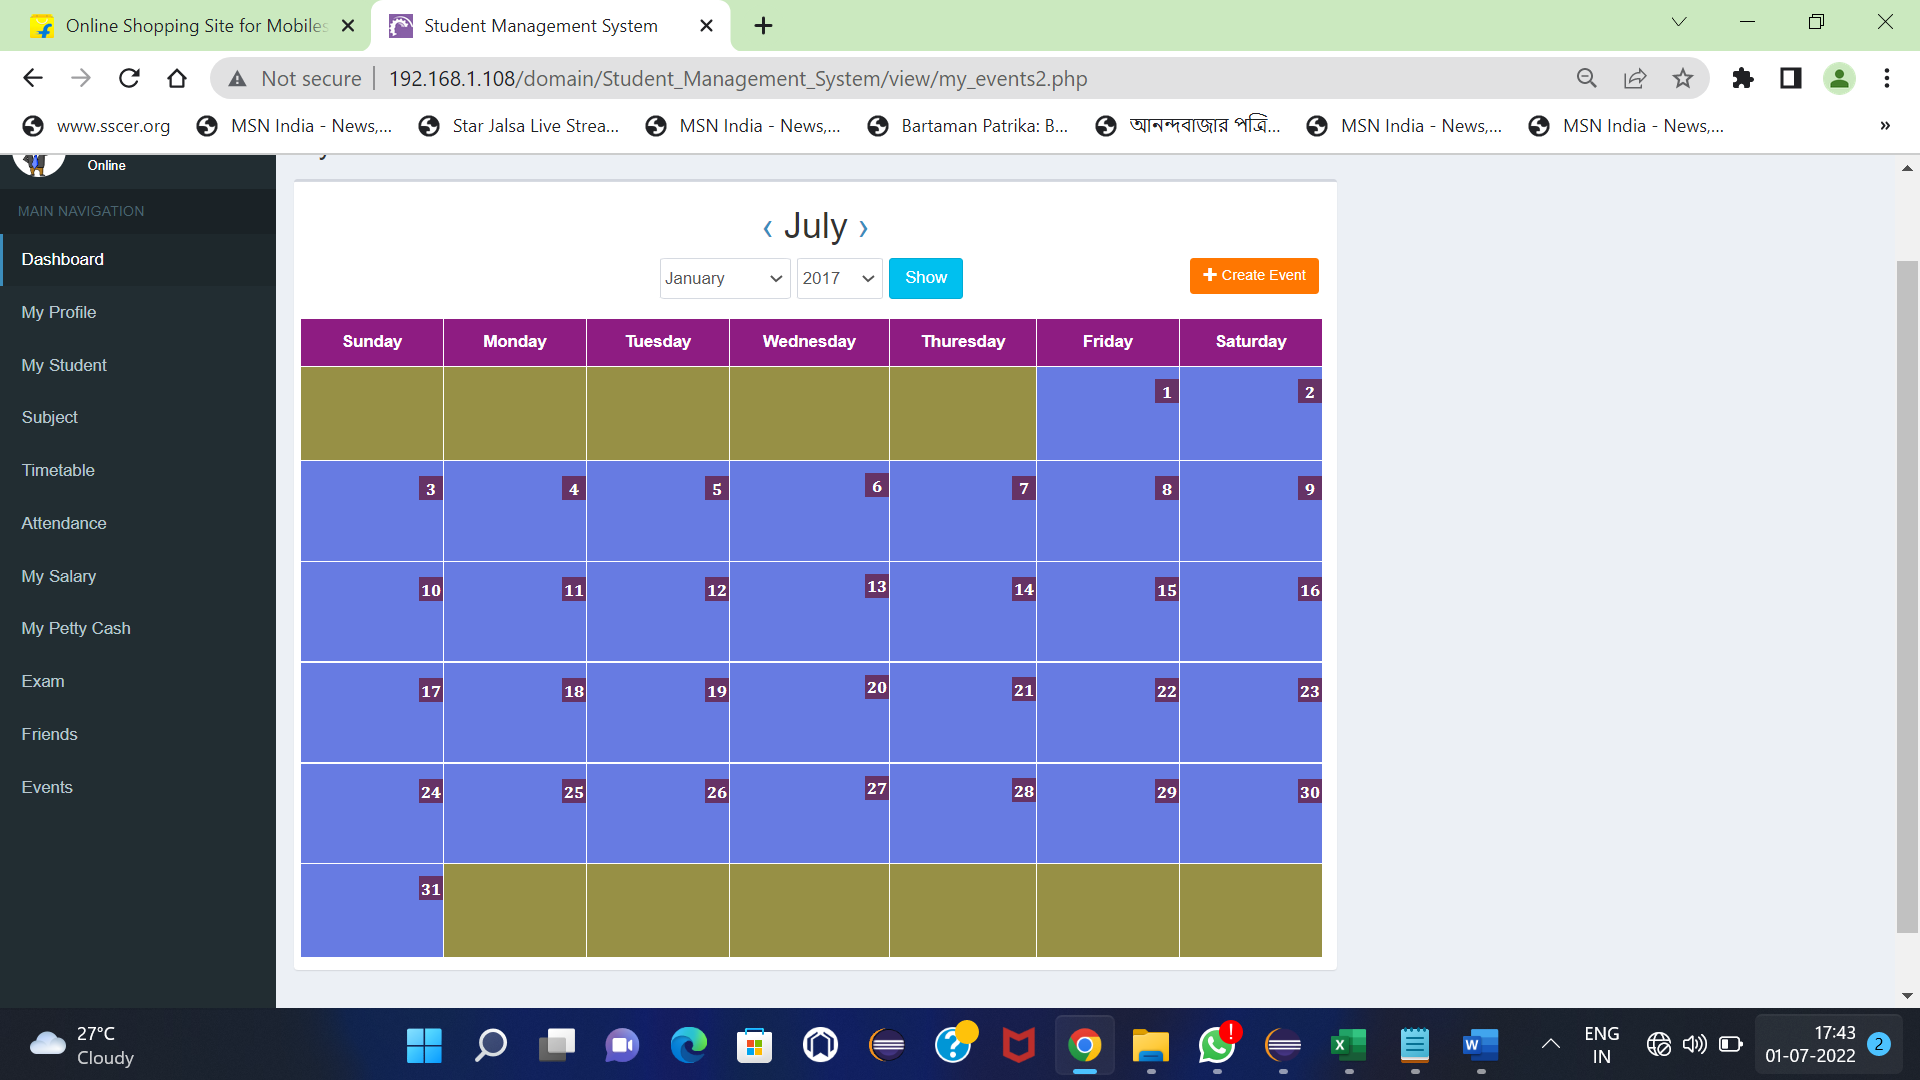 Online Shopping Site for Mobiles
Student Management System
Not secure
192.168.1.108/domain/Student_Management_System/view/my_events2.php
www.sscer.org
MSN India - News,...
Star Jalsa Live Strea...
MSN India - News,...
Bartaman Patrika: B...
আনন্দবাজার পত্রি...
MSN India - News,...
MSN India - News,...
»
Online
MAIN NAVIGATION
Dashboard
My Profile
My Student
Subject
Timetable
Attendance
My Salary
My Petty Cash
Exam
Friends
Events
‹ July ›
January 2017 Show
Create Event
Sunday Monday Tuesday Wednesday Thuresday Friday Saturday
1 2
3 4 5 6 7 8 9
10 11 12 13 14 15 16
17 18 19 20 21 22 23
24 25 26 27 28 29 30
31
27°C
Cloudy
ENG
IN
17:43
01-07-2022
2